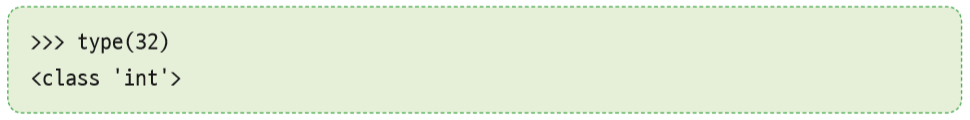 >>> type(32)
<class 'int'>